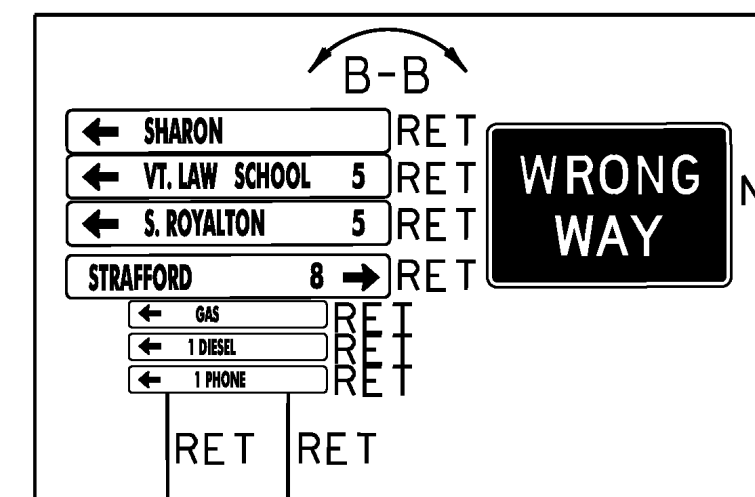 B-B
← SHARON RET
← VT. LAW SCHOOL 5 RET
← S. ROYALTON 5 RET
STRAFFORD 8 → RET
← GAS RET
← 1 DIESEL RET
← 1 PHONE RET
RET RET
WRONG
WAY
N